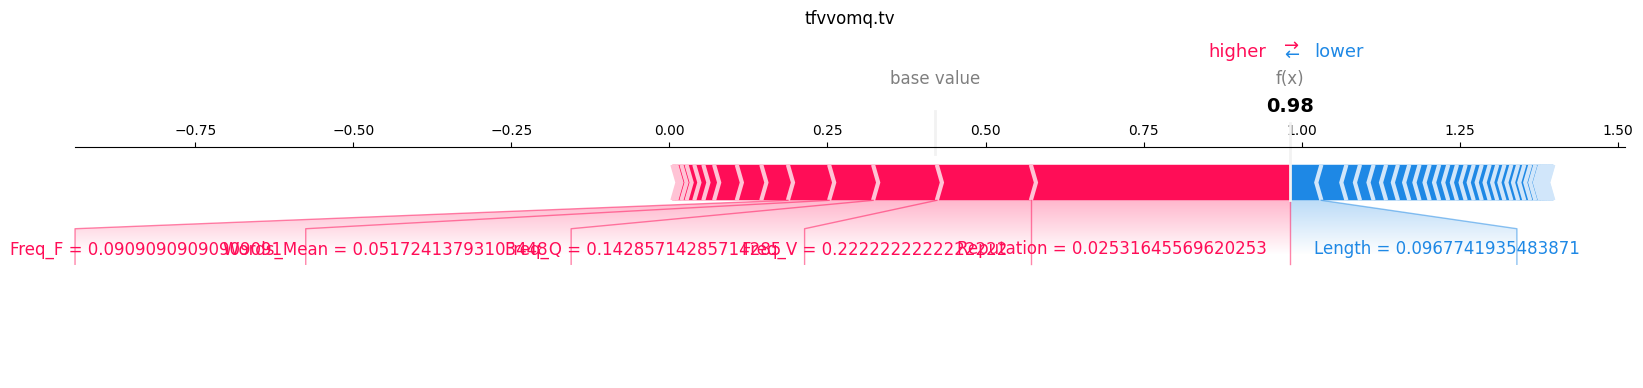 tfvvomq.tv
higher → ← lower
base value f(x)
0.98
−0.75 −0.50 −0.25 0.00 0.25 0.50 0.75 1.00 1.25 1.50
Freq_F = 0.09090909090909091 Words_Mean = 0.05172413793103448 Freq_Q = 0.14285714285714285 Freq_V = 0.2222222222222222 Reputation = 0.02531645569620253 Length = 0.0967741935483871